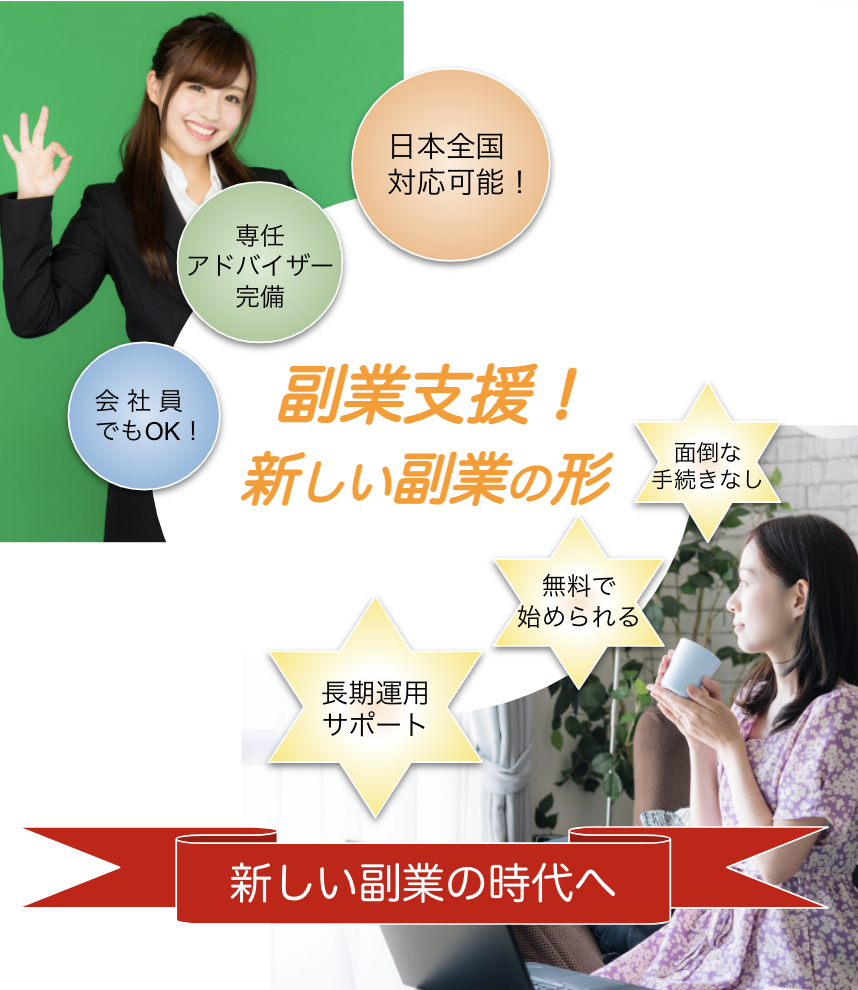 日本全国
対応可能！
専任
アドバイザー
完備
会社員
でもOK！
副業支援！
新しい副業の形
面倒な
手続きなし
無料で
始められる
長期運用
サポート
新しい副業の時代へ